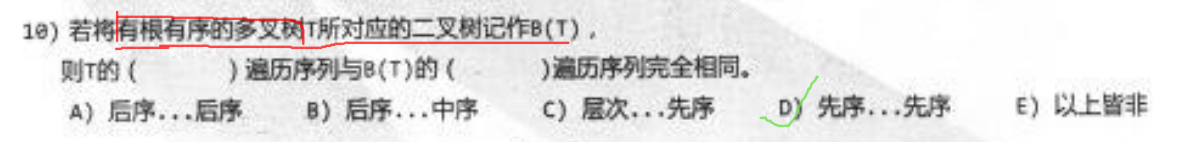 10) 若将有根有序的多叉树T所对应的二叉树记作B(T),
则T的 (        ) 遍历序列与B(T)的 (        )遍历序列完全相同。
A) 后序...后序 B) 后序...中序 C) 层次...先序 D) 先序...先序 E) 以上皆非